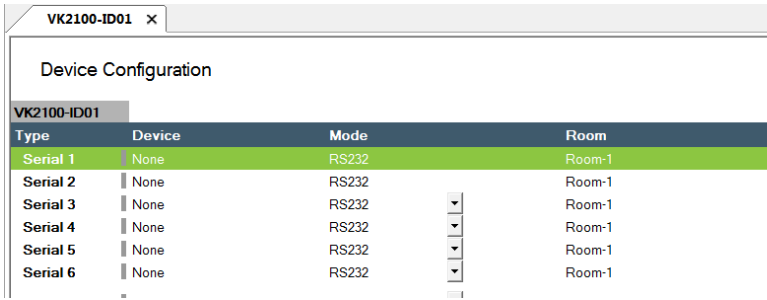 VK2100-ID01 ×
Device Configuration
VK2100-ID01
Type Device Mode Room
Serial 1 None RS232 Room-1
Serial 2 None RS232 Room-1
Serial 3 None RS232 Room-1
Serial 4 None RS232 Room-1
Serial 5 None RS232 Room-1
Serial 6 None RS232 Room-1